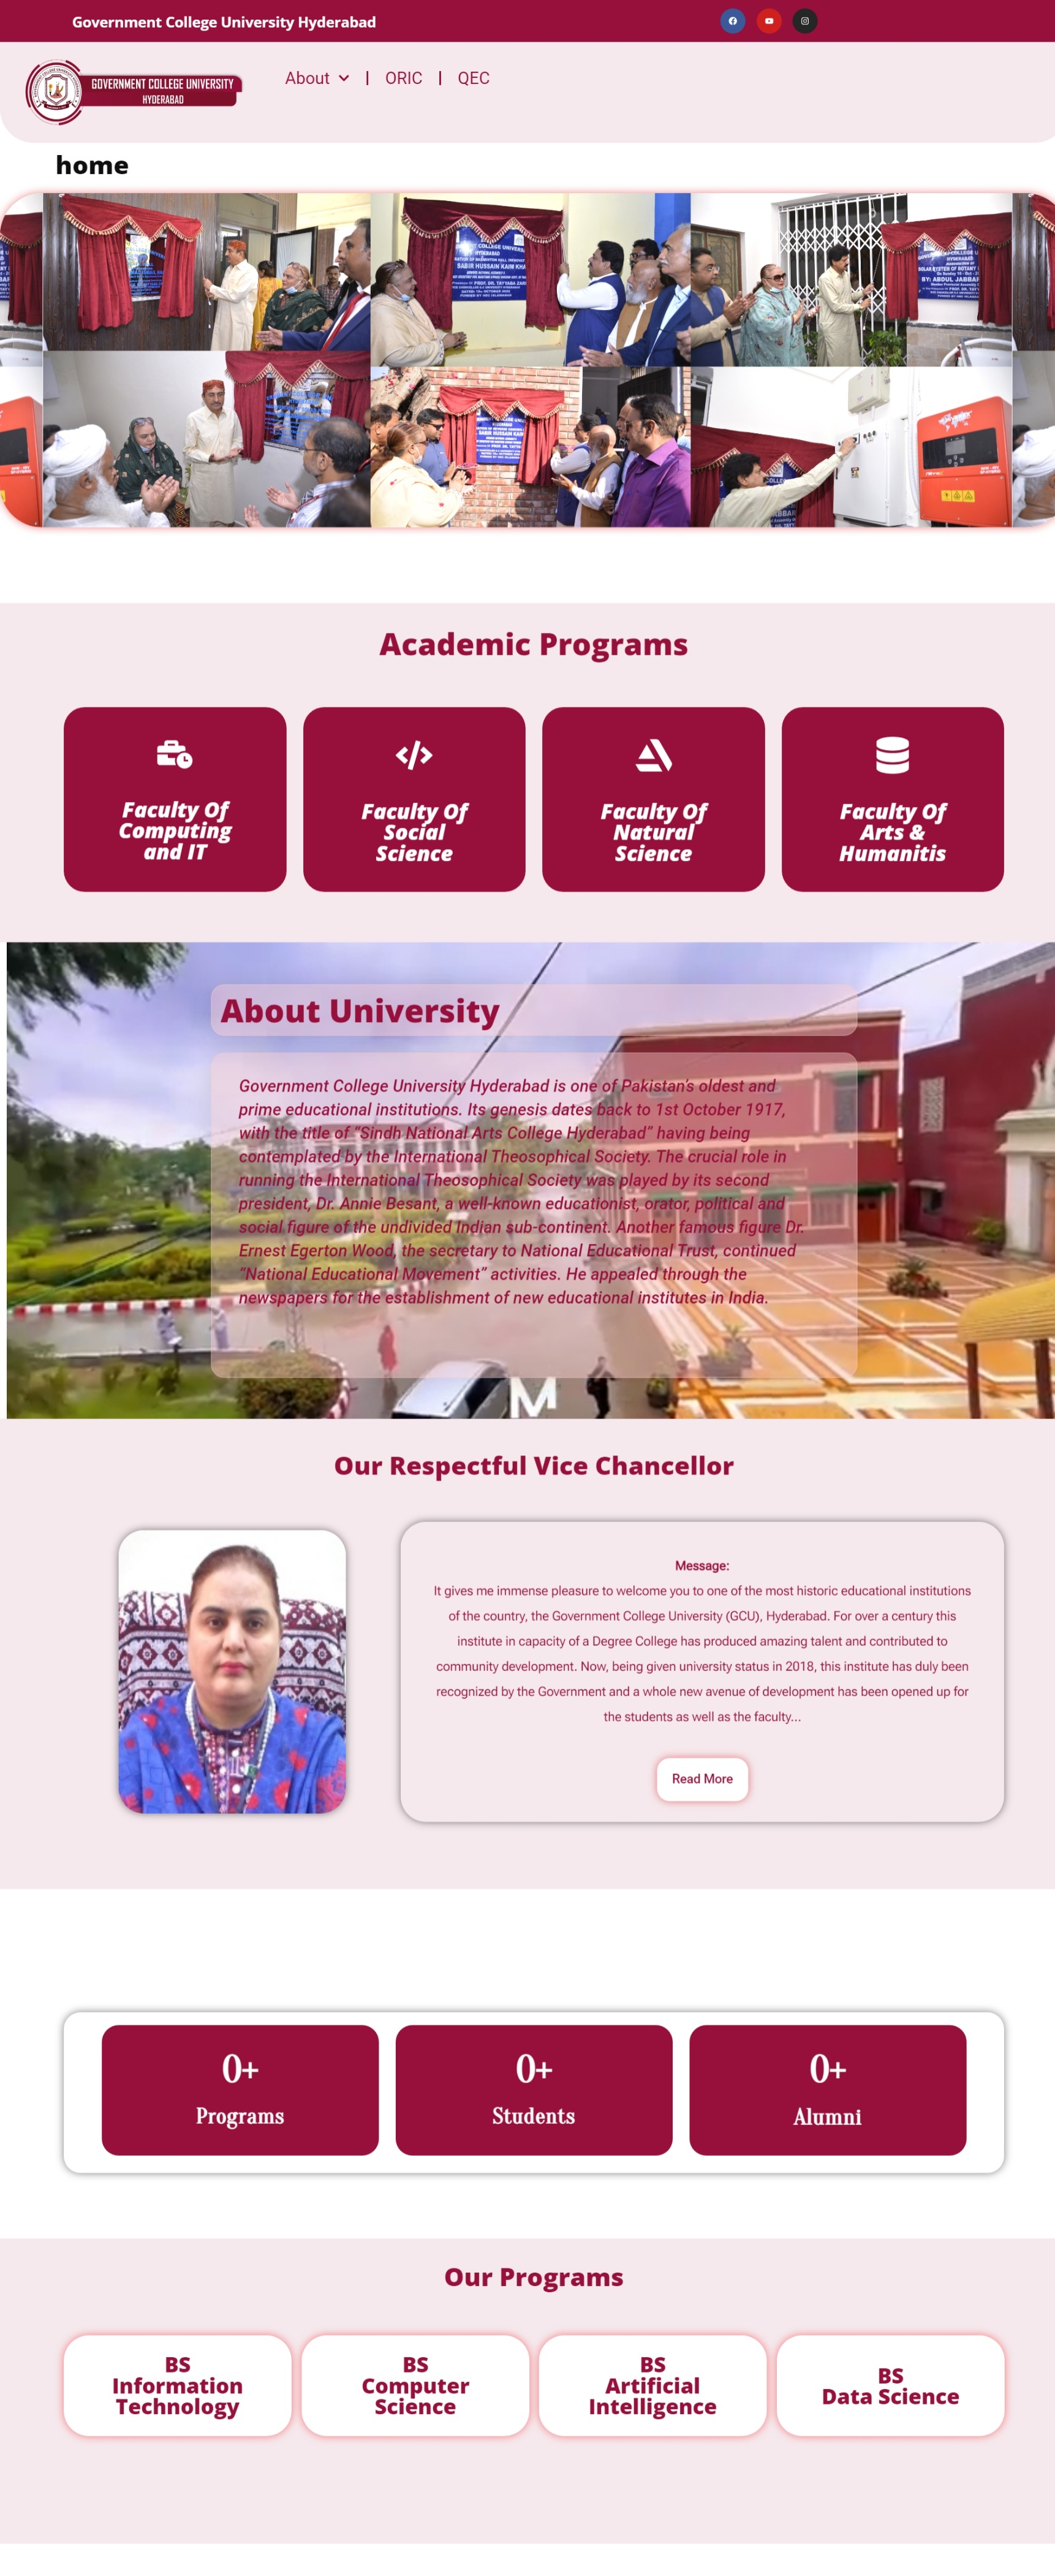 Government College University Hyderabad
GOVERNMENT COLLEGE UNIVERSITY
HYDERABAD
About | ORIC | QEC
home
COLLEGE UNIVERS
HYDERABAD
SABIR HUSSAIN KAIM KHA
BY: ABDUL JABBAR
Academic Programs
Faculty Of
Computing
and IT
Faculty Of
Social
Science
Faculty Of
Natural
Science
Faculty Of
Arts &
Humanitis
About University
Government College University Hyderabad is one of Pakistan's oldest and
prime educational institutions. Its genesis dates back to 1st October 1917,
with the title of “Sindh National Arts College Hyderabad” having being
contemplated by the International Theosophical Society. The crucial role in
running the International Theosophical Society was played by its second
president, Dr. Annie Besant, a well-known educationist, orator, political and
social figure of the undivided Indian sub-continent. Another famous figure Dr.
Ernest Egerton Wood, the secretary to National Educational Trust, continued
“National Educational Movement” activities. He appealed through the
newspapers for the establishment of new educational institutes in India.
M
Our Respectful Vice Chancellor
Message:
It gives me immense pleasure to welcome you to one of the most historic educational institutions
of the country, the Government College University (GCU), Hyderabad. For over a century this
institute in capacity of a Degree College has produced amazing talent and contributed to
community development. Now, being given university status in 2018, this institute has duly been
recognized by the Government and a whole new avenue of development has been opened up for
the students as well as the faculty...
Read More
0+
Programs
0+
Students
0+
Alumni
Our Programs
BS
Information
Technology
BS
Computer
Science
BS
Artificial
Intelligence
BS
Data Science